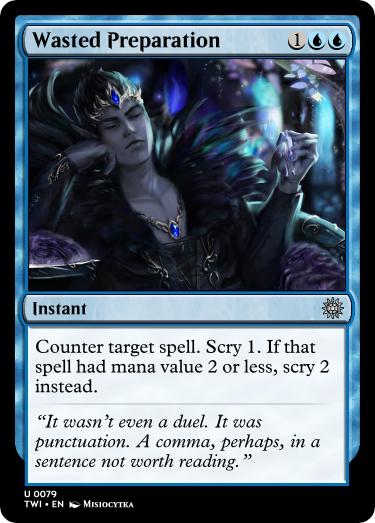 Wasted Preparation 1
Instant
Counter target spell. Scry 1. If that
spell had mana value 2 or less, scry 2
instead.
“It wasn’t even a duel. It was
punctuation. A comma, perhaps, in a
sentence not worth reading.”
U 0079
TWI • EN Misiocytka